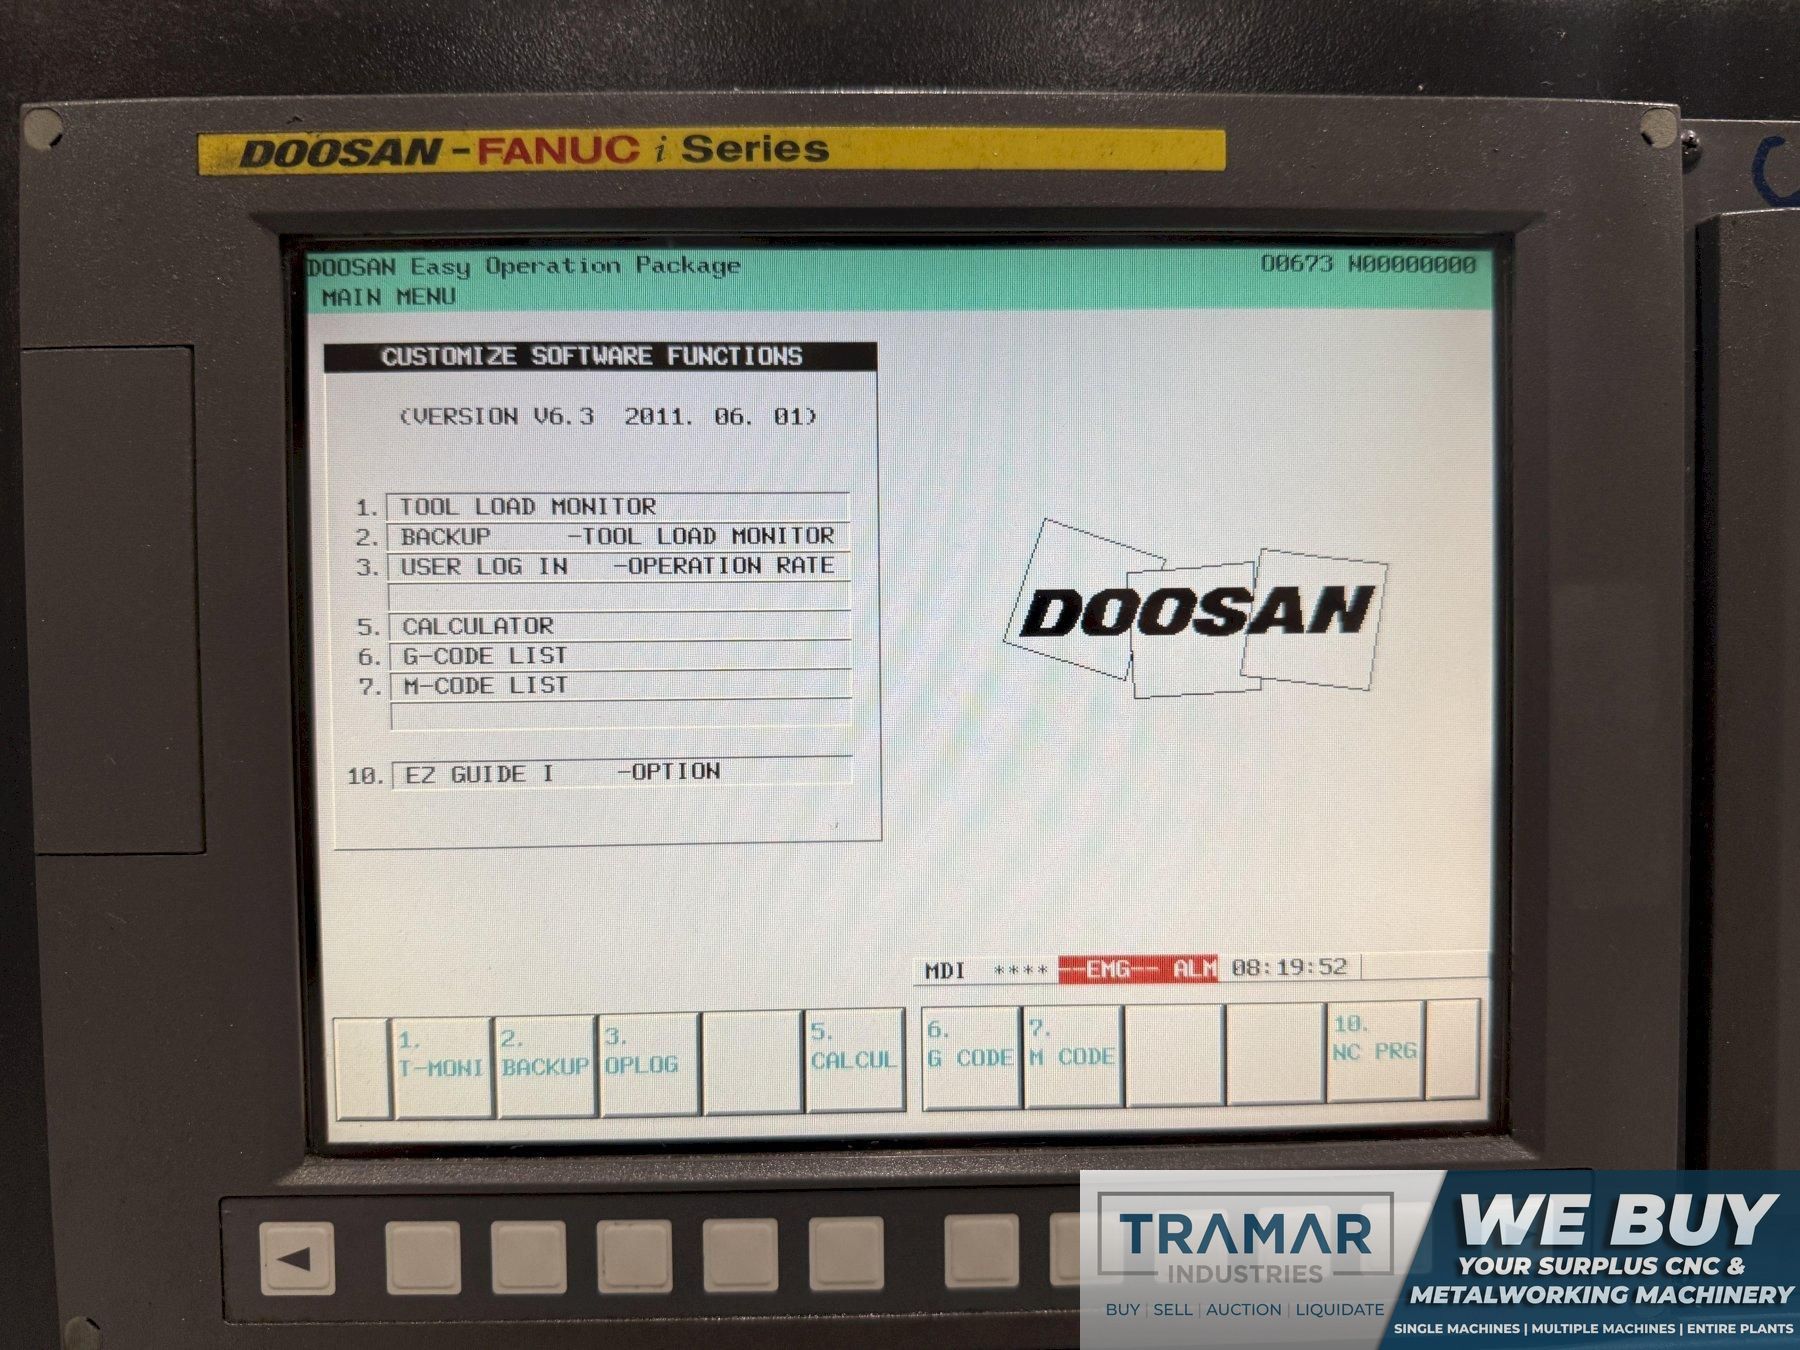 DOOSAN-FANUC i Series
DOOSAN Easy Operation Package
O0673 N00000000
MAIN MENU
CUSTOMIZE SOFTWARE FUNCTIONS
(VERSION V6.3 2011. 06. 01)
1. TOOL LOAD MONITOR
2. BACKUP -TOOL LOAD MONITOR
3. USER LOG IN -OPERATION RATE
5. CALCULATOR
6. G-CODE LIST
7. M-CODE LIST
10. EZ GUIDE I -OPTION
DOOSAN
MDI **** --EMG-- ALM 08:19:52
1. T-MONI
2. BACKUP
3. OPLOG
5. CALCUL
6. G CODE
7. M CODE
10. NC PRG
TRAMAR
INDUSTRIES
BUY | SELL | AUCTION | LIQUIDATE
WE BUY
YOUR SURPLUS CNC &
METALWORKING MACHINERY
SINGLE MACHINES | MULTIPLE MACHINES | ENTIRE PLANTS